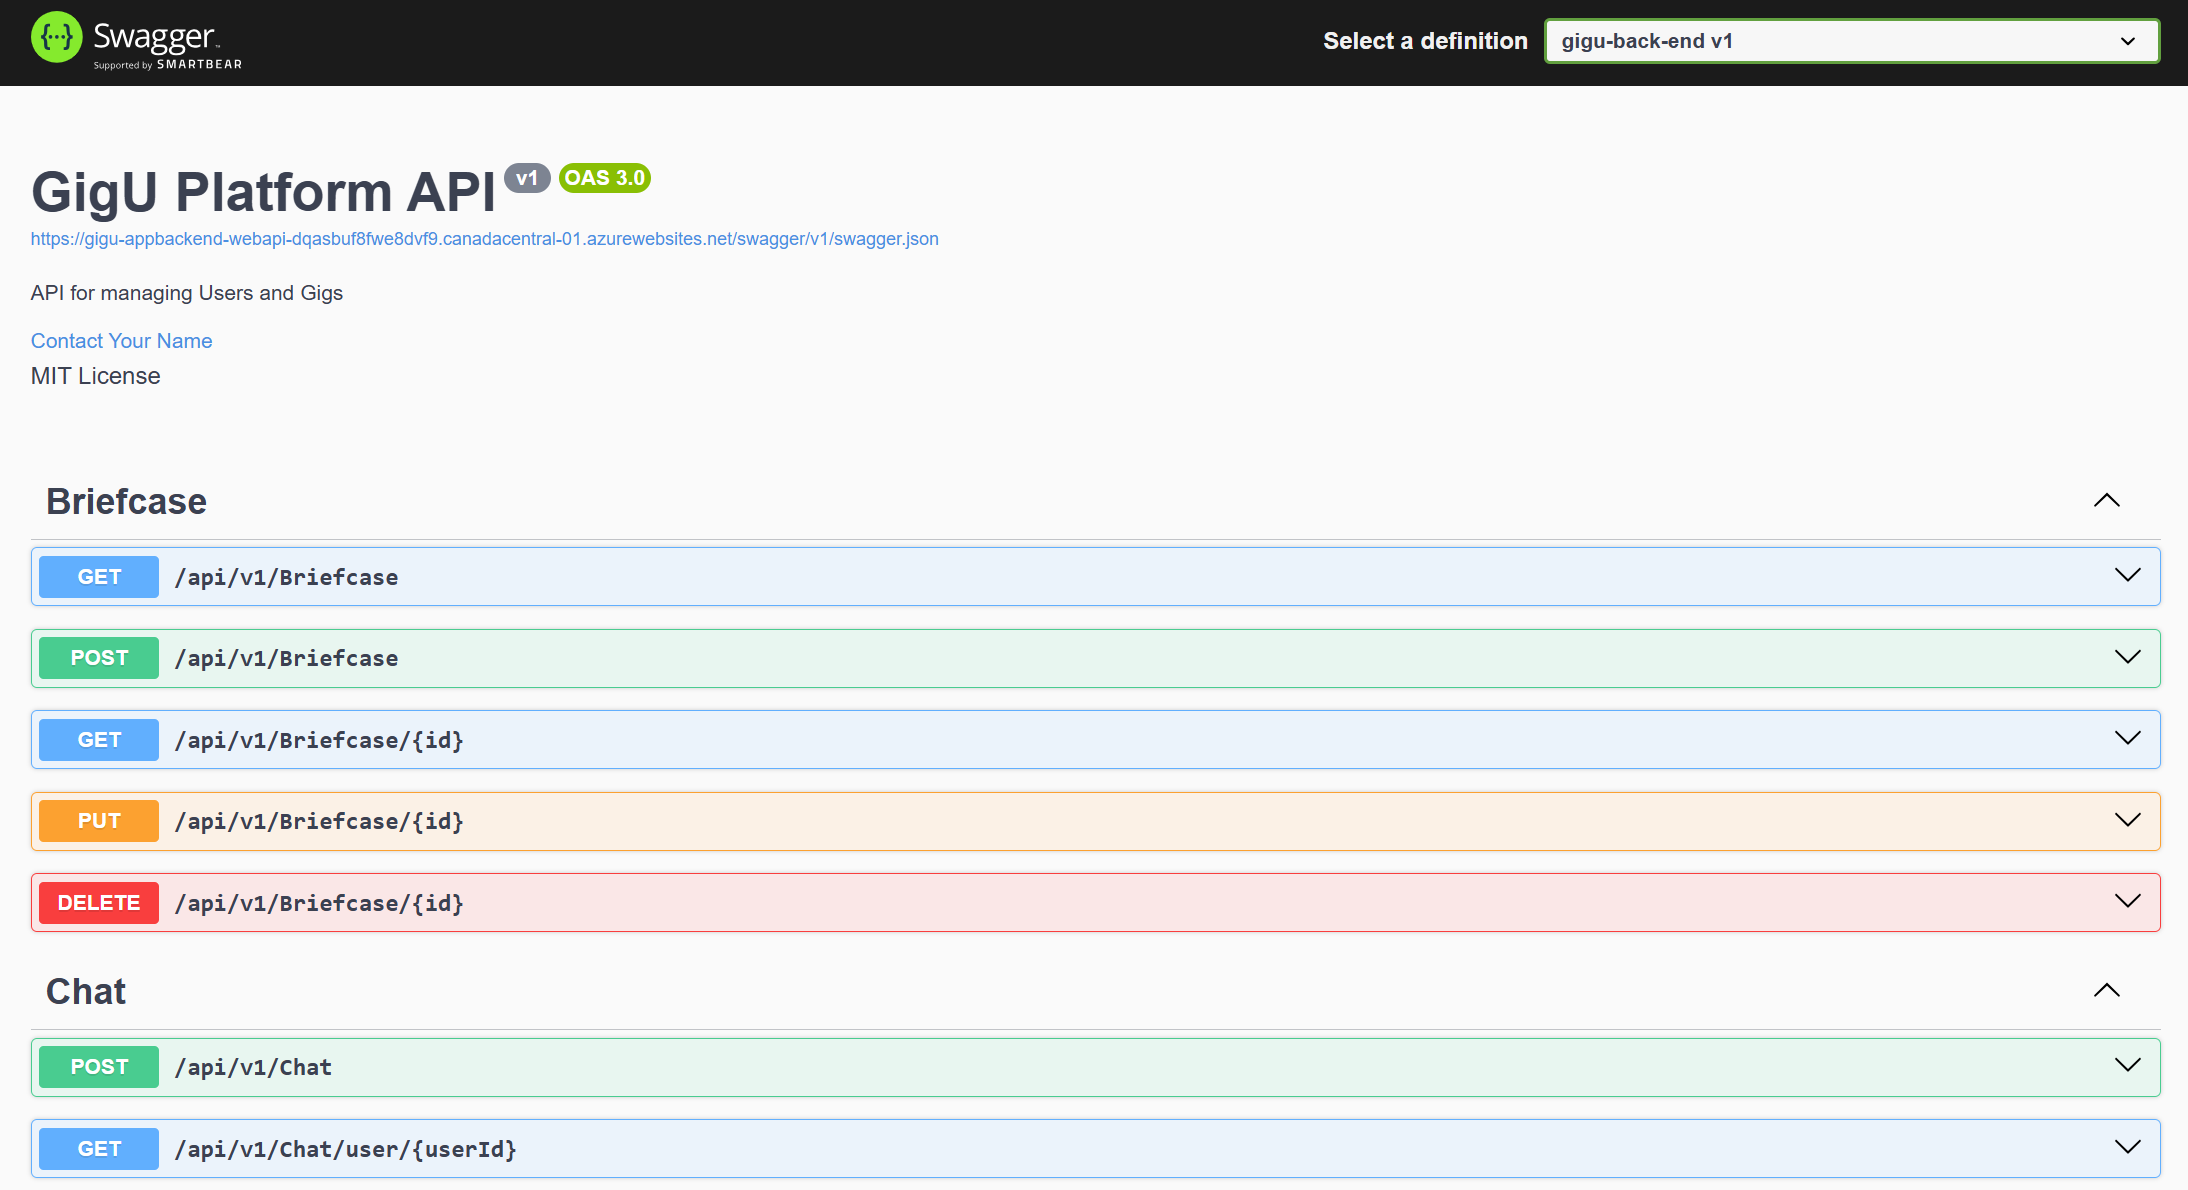 {···} Swagger™
Supported by SMARTBEAR
Select a definition
gigu-back-end v1
GigU Platform API v1 OAS 3.0
https://gigu-appbackend-webapi-dqasbuf8fwe8dvf9.canadacentral-01.azurewebsites.net/swagger/v1/swagger.json
API for managing Users and Gigs
Contact Your Name
MIT License
Briefcase
GET /api/v1/Briefcase
POST /api/v1/Briefcase
GET /api/v1/Briefcase/{id}
PUT /api/v1/Briefcase/{id}
DELETE /api/v1/Briefcase/{id}
Chat
POST /api/v1/Chat
GET /api/v1/Chat/user/{userId}